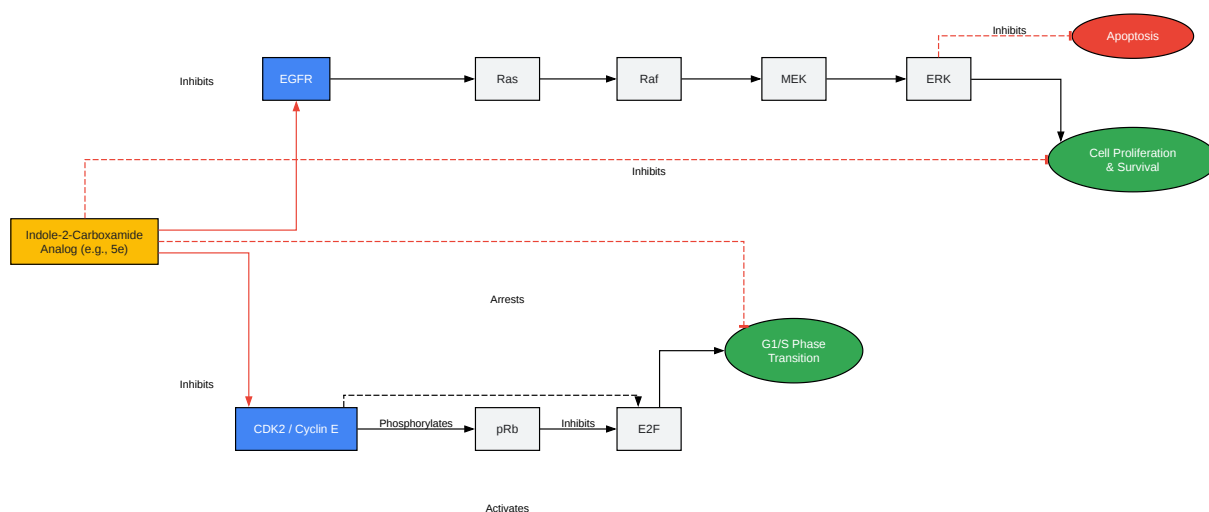 Inhibits
Apoptosis
Inhibits
EGFR
Ras
Raf
MEK
ERK
Cell Proliferation
& Survival
Inhibits
Indole-2-Carboxamide
Analog (e.g., 5e)
Arrests
G1/S Phase
Transition
Inhibits
CDK2 / Cyclin E
Phosphorylates
pRb
Inhibits
E2F
Activates